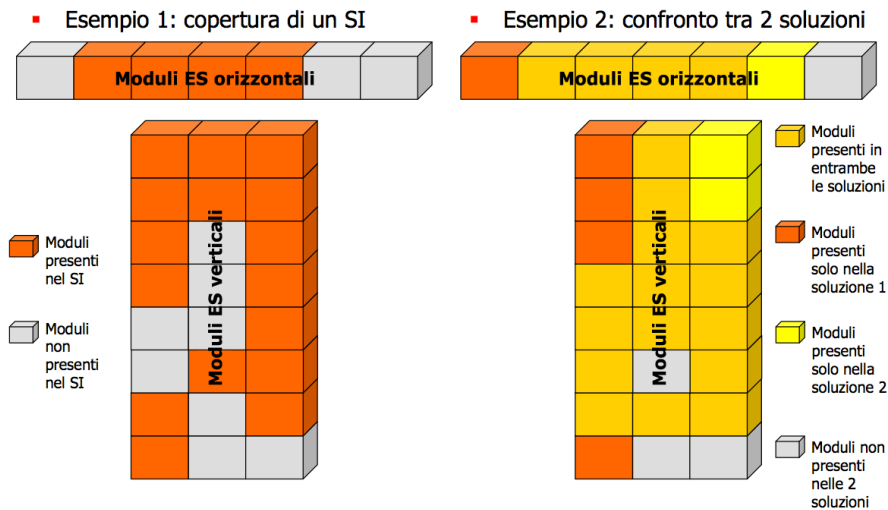 ▪ Esempio 1: copertura di un SI
▪ Esempio 2: confronto tra 2 soluzioni
Moduli ES orizzontali
Moduli ES orizzontali
Moduli ES verticali
Moduli
presenti
nel SI
Moduli
non
presenti
nel SI
Moduli ES verticali
Moduli
presenti in
entrambe
le soluzioni
Moduli
presenti
solo nella
soluzione 1
Moduli
presenti
solo nella
soluzione 2
Moduli non
presenti
nelle 2
soluzioni